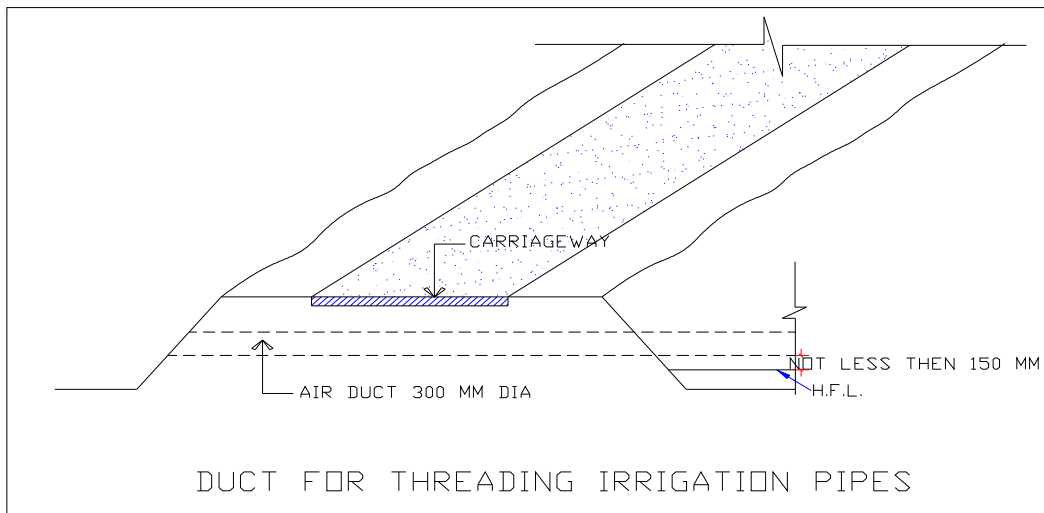 CARRIAGEWAY
NOT LESS THEN 150 MM
AIR DUCT 300 MM DIA
H.F.L.
DUCT FOR THREADING IRRIGATION PIPES